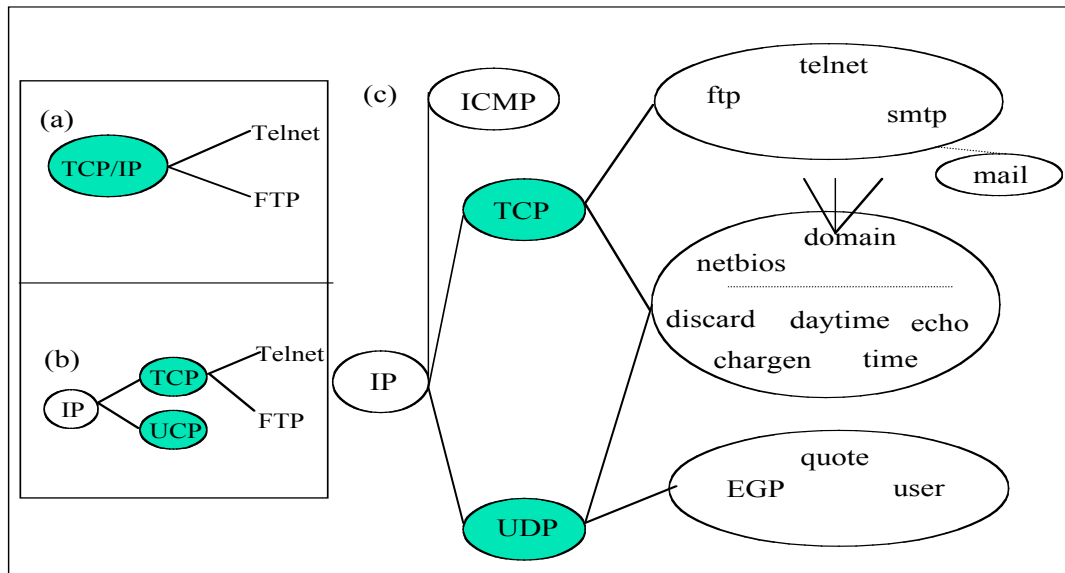 (a)
TCP/IP
Telnet
FTP
(b)
IP
TCP
UCP
Telnet
FTP
(c)
ICMP
TCP
IP
UDP
telnet
ftp
smtp
mail
domain
netbios
discard daytime echo
chargen time
quote
EGP user